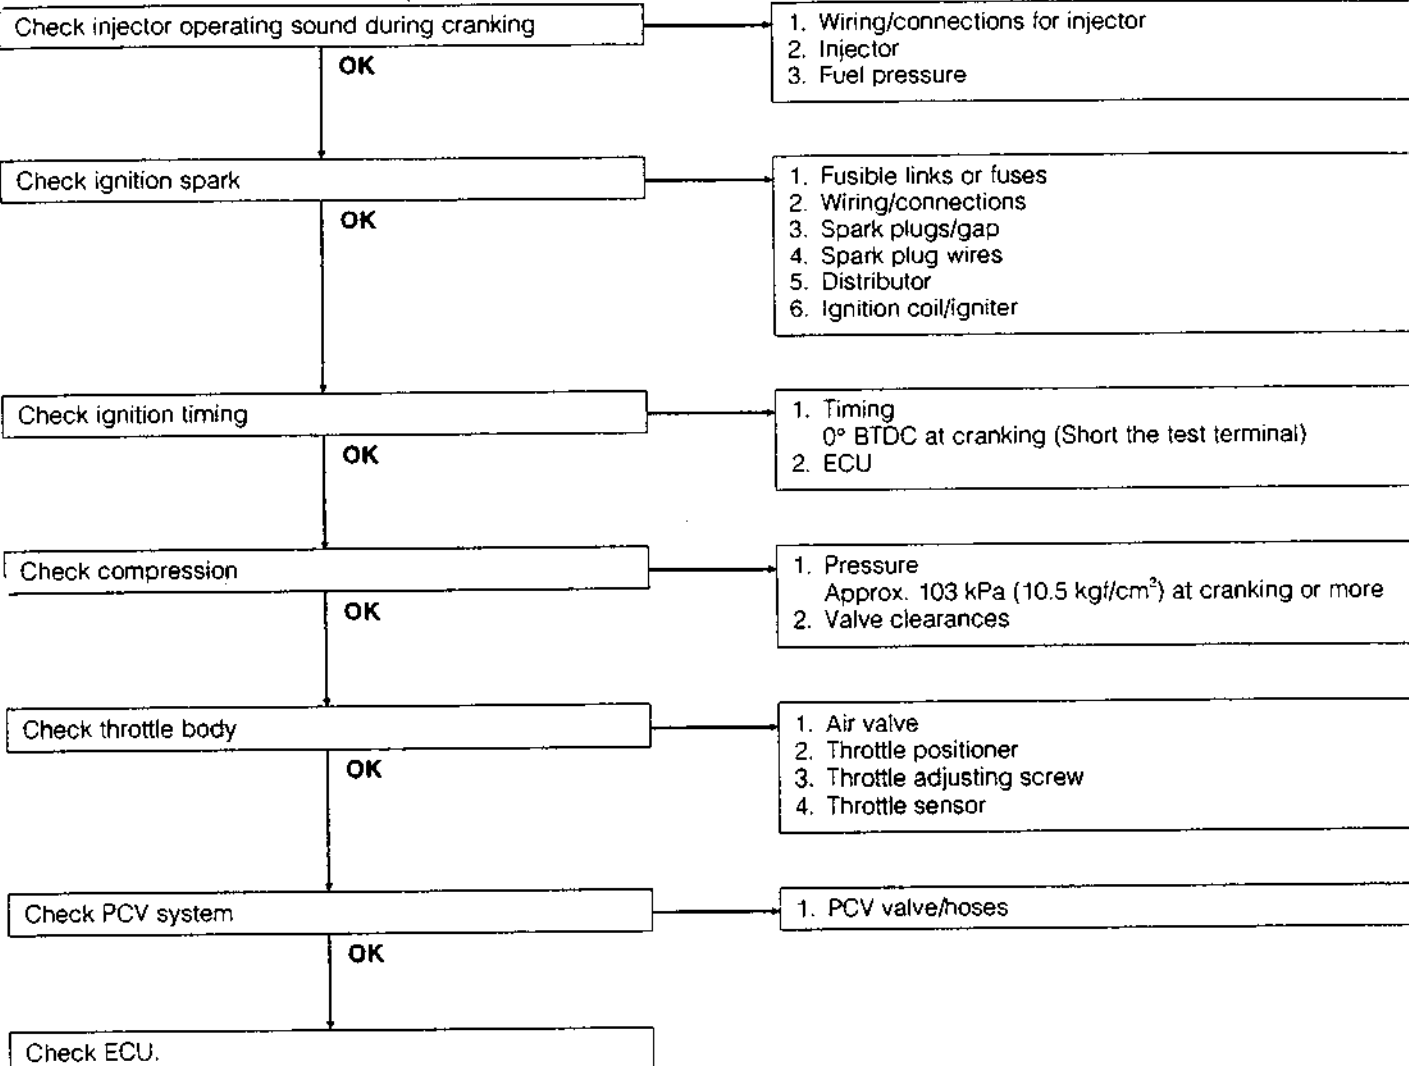 Check injector operating sound during cranking
1. Wiring/connections for injector
2. Injector
3. Fuel pressure
OK
Check ignition spark
1. Fusible links or fuses
2. Wiring/connections
3. Spark plugs/gap
4. Spark plug wires
5. Distributor
6. Ignition coil/igniter
OK
Check ignition timing
1. Timing
0° BTDC at cranking (Short the test terminal)
2. ECU
OK
Check compression
1. Pressure
Approx. 103 kPa (10.5 kgf/cm²) at cranking or more
2. Valve clearances
OK
Check throttle body
1. Air valve
2. Throttle positioner
3. Throttle adjusting screw
4. Throttle sensor
OK
Check PCV system
1. PCV valve/hoses
OK
Check ECU.